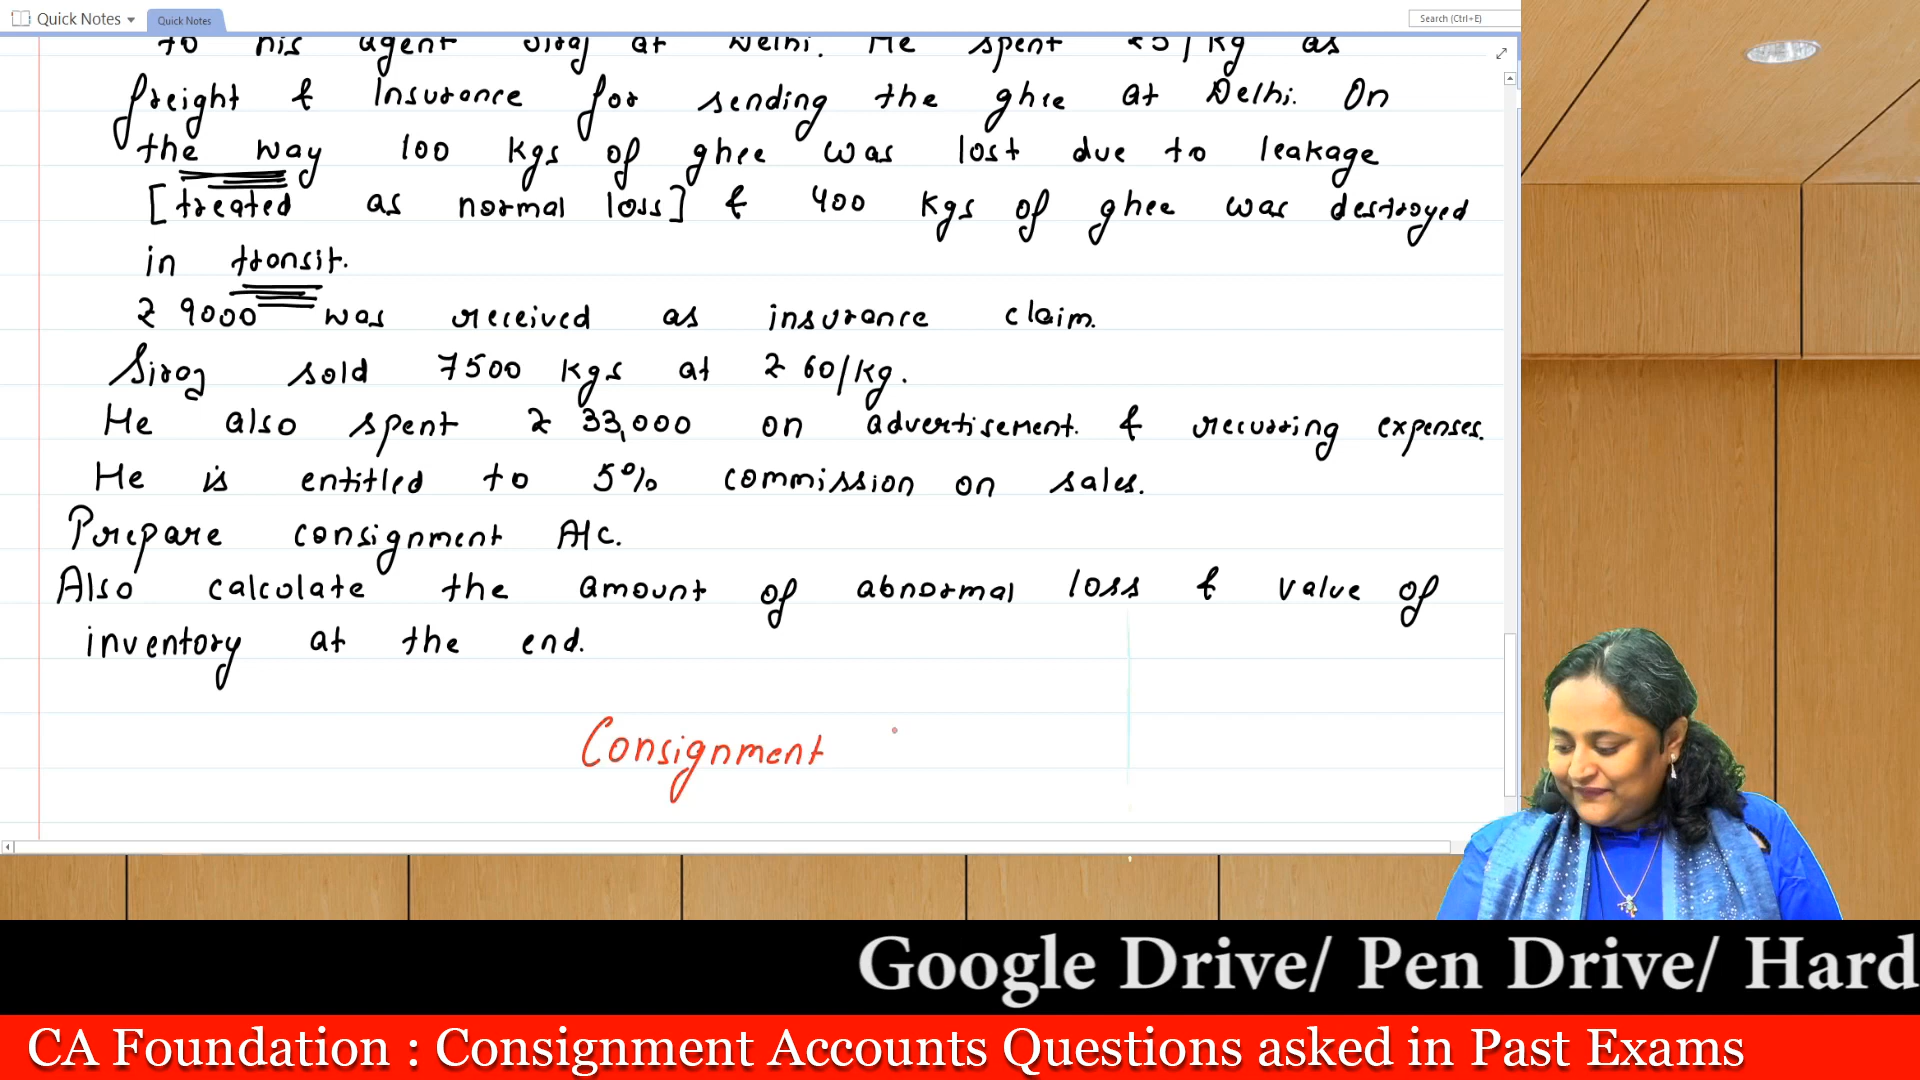 Quick Notes
Quick Notes
Search (Ctrl+E)
to his agent Siraj at Delhi. He spent ₹5/kg as
freight & Insurance for sending the ghee at Delhi. On
the way 100 kgs of ghee was lost due to leakage
[treated as normal loss] & 400 kgs of ghee was destroyed
in transit.
₹ 9000 was received as insurance claim.
Siraj sold 7500 kgs at ₹ 60/kg.
He also spent ₹ 33,000 on advertisement & recurring expenses.
He is entitled to 5% commission on sales.
Prepare consignment A/c.
Also calculate the amount of abnormal loss & value of
inventory at the end.
Consignment
Google Drive/ Pen Drive/ Hard
CA Foundation : Consignment Accounts Questions asked in Past Exams